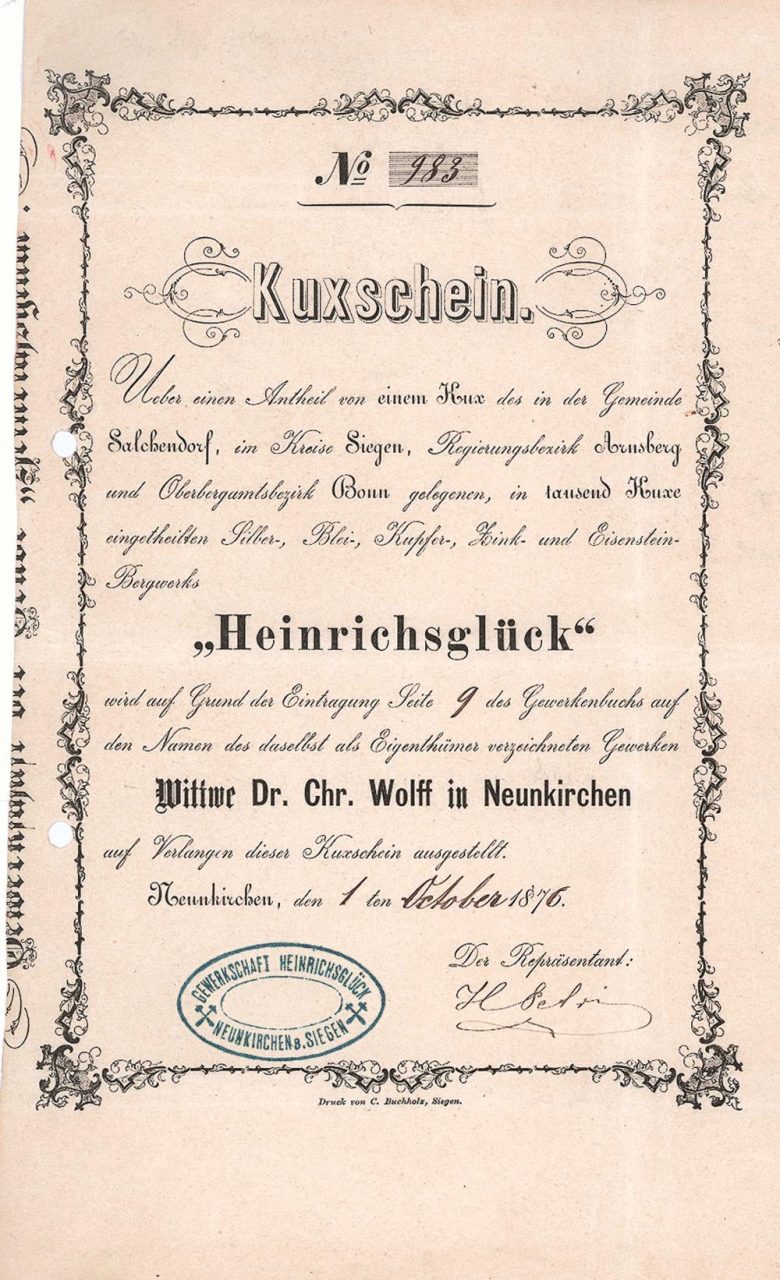 No 983
Kuxschein.
Ueber einen Antheil von einem Kux des in der Gemeinde
Salchendorf, im Kreise Siegen, Regierungsbezirk Arnsberg
und Oberbergamtsbezirk Bonn gelegenen, in tausend Kuxe
eingetheilten Silber-, Blei-, Kupfer-, Zink- und Eisenstein-
Bergwerks
„Heinrichsglück“
wird auf Grund der Eintragung Seite 9 des Gewerkenbuchs auf
den Namen des daselbst als Eigenthümer verzeichneten Gewerken
Wittwe Dr. Chr. Wolff in Neunkirchen
auf Verlangen dieser Kuxschein ausgestellt.
Neunkirchen, den 1 ten October 1876.
Der Repräsentant:
GEWERKSCHAFT HEINRICHSGLÜCK
NEUNKIRCHEN B. SIEGEN
Druck von C. Buchholz, Siegen.